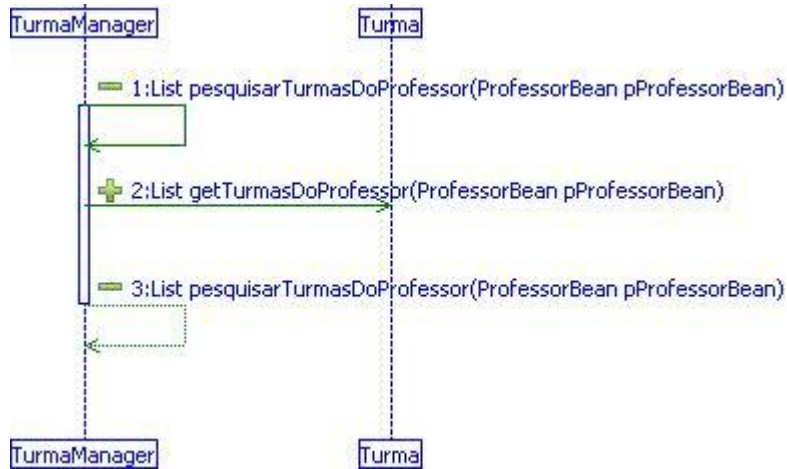 TurmaManager Turma
1:List pesquisarTurmasDoProfessor(ProfessorBean pProfessorBean)
2:List getTurmasDoProfessor(ProfessorBean pProfessorBean)
3:List pesquisarTurmasDoProfessor(ProfessorBean pProfessorBean)
TurmaManager Turma